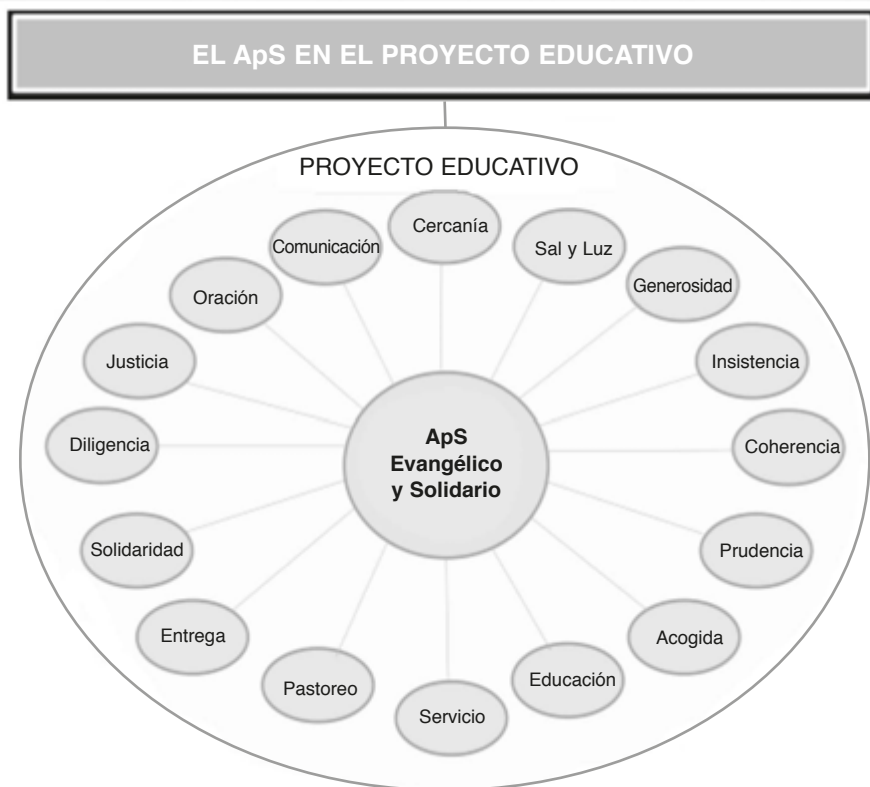 EL ApS EN EL PROYECTO EDUCATIVO
PROYECTO EDUCATIVO
Cercanía
Sal y Luz
Generosidad
Insistencia
Coherencia
Prudencia
Acogida
Educación
Servicio
Pastoreo
Entrega
Solidaridad
Diligencia
Justicia
Oración
Comunicación
ApS
Evangélico
y Solidario